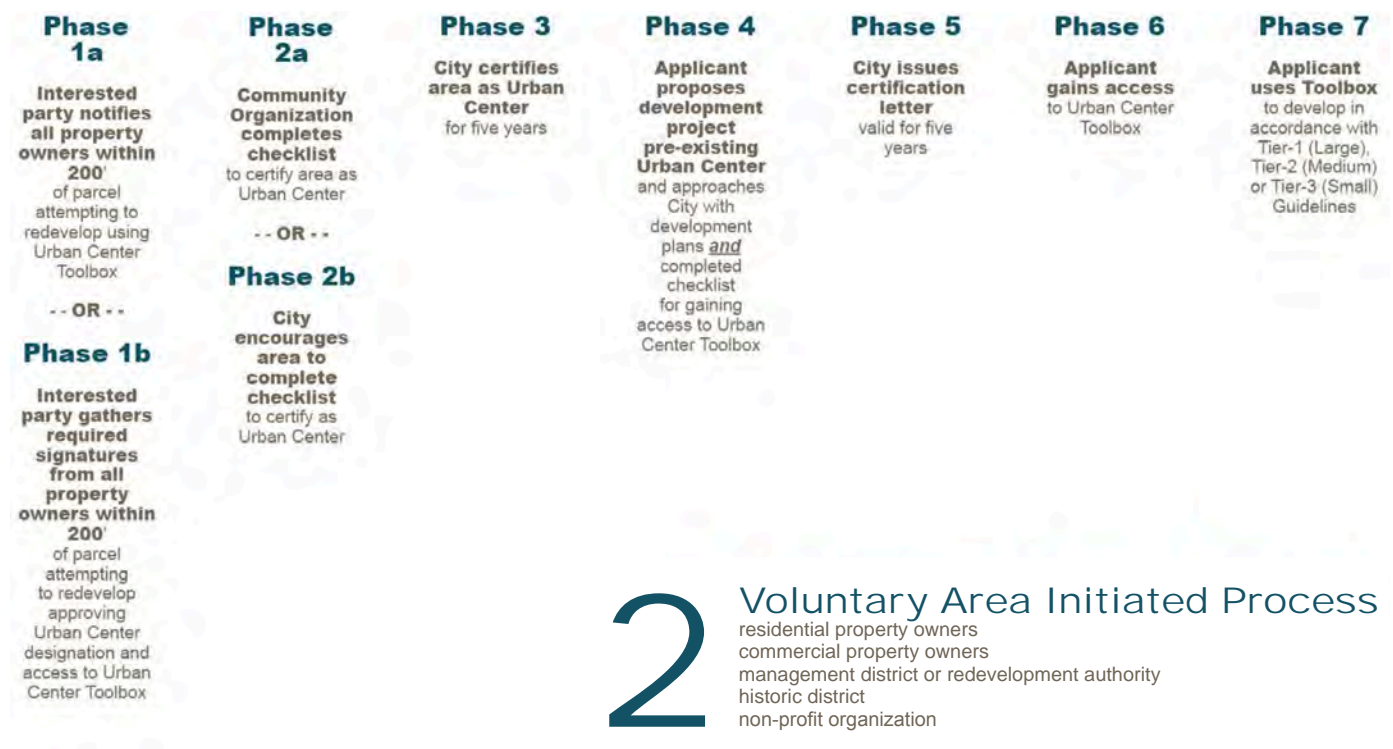 Phase
1a
Interested
party notifies
all property
owners within
200'
of parcel
attempting to
redevelop using
Urban Center
Toolbox
- - OR - -
Phase 1b
Interested
party gathers
required
signatures
from all
property
owners within
200'
of parcel
attempting
to redevelop
approving
Urban Center
designation and
access to Urban
Center Toolbox
Phase
2a
Community
Organization
completes
checklist
to certify area as
Urban Center
- - OR - -
Phase 2b
City
encourages
area to
complete
checklist
to certify as
Urban Center
Phase 3
City certifies
area as Urban
Center
for five years
Phase 4
Applicant
proposes
development
project
pre-existing
Urban Center
and approaches
City with
development
plans and
completed
checklist
for gaining
access to Urban
Center Toolbox
Phase 5
City issues
certification
letter
valid for five
years
Phase 6
Applicant
gains access
to Urban Center
Toolbox
Phase 7
Applicant
uses Toolbox
to develop in
accordance with
Tier-1 (Large),
Tier-2 (Medium)
or Tier-3 (Small)
Guidelines
2
Voluntary Area Initiated Process
residential property owners
commercial property owners
management district or redevelopment authority
historic district
non-profit organization